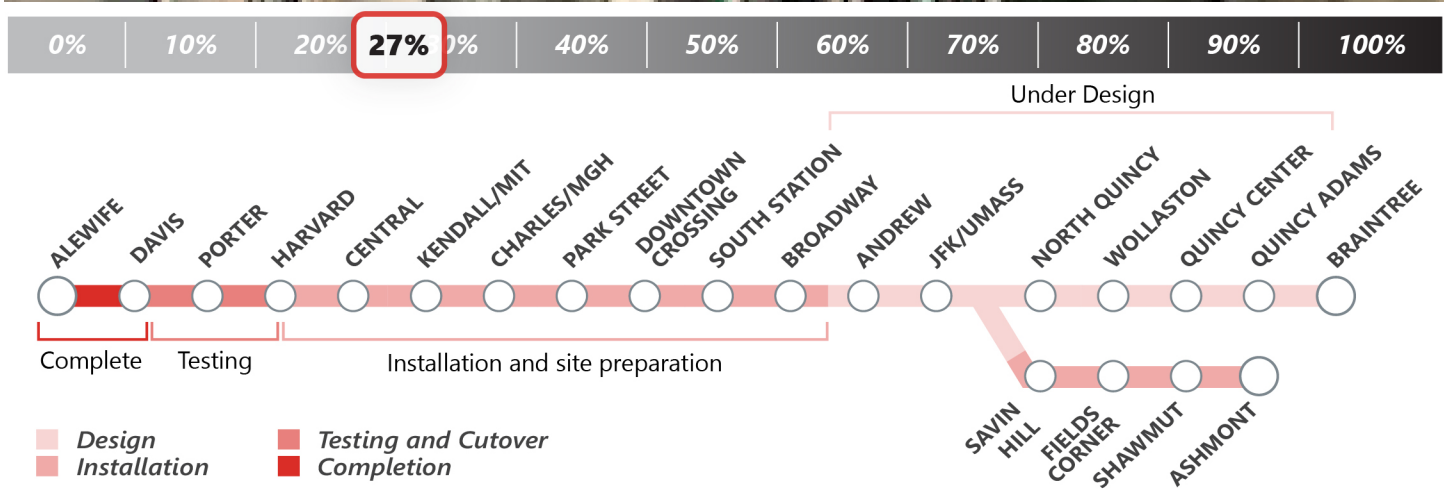 0% 10% 20% 27% 30% 40% 50% 60% 70% 80% 90% 100%
Under Design
ALEWIFE
DAVIS
PORTER
HARVARD
CENTRAL
KENDALL/MIT
CHARLES/MGH
PARK STREET
DOWNTOWN
CROSSING
SOUTH STATION
BROADWAY
ANDREW
JFK/UMASS
NORTH QUINCY
WOLLASTON
QUINCY CENTER
QUINCY ADAMS
BRAINTREE
Complete
Testing
Installation and site preparation
SAVIN
HILL
FIELDS
CORNER
SHAWMUT
ASHMONT
Design
Installation
Testing and Cutover
Completion